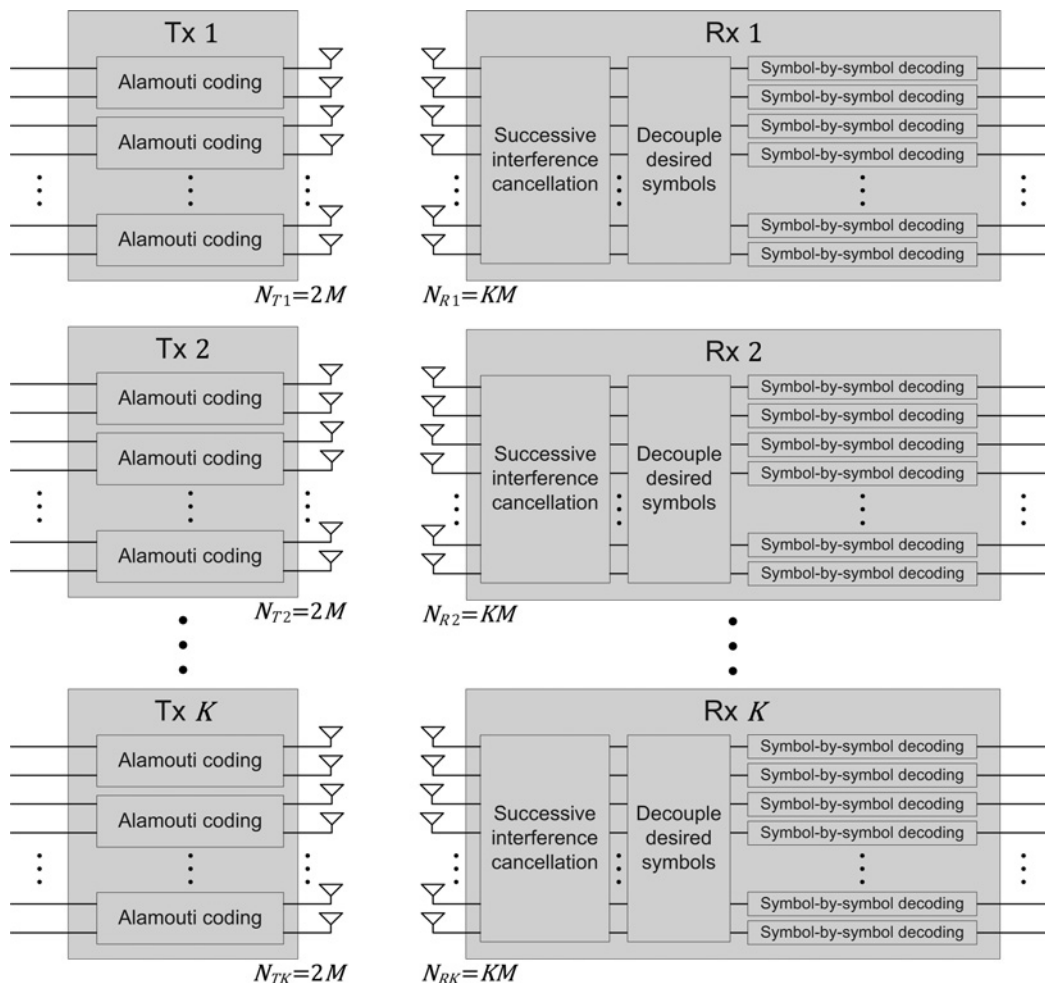 Tx 1
Alamouti coding
Alamouti coding
Alamouti coding
N_{T1}=2M
Rx 1
Successive
interference
cancellation
Decouple
desired
symbols
Symbol-by-symbol decoding
Symbol-by-symbol decoding
Symbol-by-symbol decoding
Symbol-by-symbol decoding
Symbol-by-symbol decoding
Symbol-by-symbol decoding
N_{R1}=KM
Tx 2
Alamouti coding
Alamouti coding
Alamouti coding
N_{T2}=2M
Rx 2
Successive
interference
cancellation
Decouple
desired
symbols
Symbol-by-symbol decoding
Symbol-by-symbol decoding
Symbol-by-symbol decoding
Symbol-by-symbol decoding
Symbol-by-symbol decoding
Symbol-by-symbol decoding
N_{R2}=KM
Tx K
Alamouti coding
Alamouti coding
Alamouti coding
N_{TK}=2M
Rx K
Successive
interference
cancellation
Decouple
desired
symbols
Symbol-by-symbol decoding
Symbol-by-symbol decoding
Symbol-by-symbol decoding
Symbol-by-symbol decoding
Symbol-by-symbol decoding
Symbol-by-symbol decoding
N_{RK}=KM